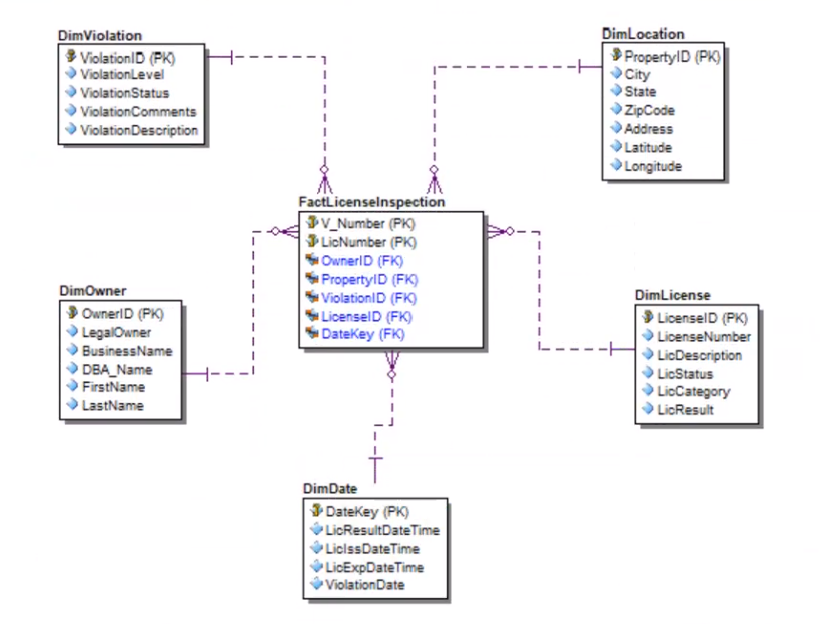 DimViolation
ViolationID (PK)
ViolationLevel
ViolationStatus
ViolationComments
ViolationDescription
DimLocation
PropertyID (PK)
City
State
ZipCode
Address
Latitude
Longitude
FactLicenseInspection
V_Number (PK)
LicNumber (PK)
OwnerID (FK)
PropertyID (FK)
ViolationID (FK)
LicenseID (FK)
DateKey (FK)
DimOwner
OwnerID (PK)
LegalOwner
BusinessName
DBA_Name
FirstName
LastName
DimLicense
LicenseID (PK)
LicenseNumber
LicDescription
LicStatus
LicCategory
LicResult
DimDate
DateKey (PK)
LicResultDateTime
LicIssDateTime
LicExpDateTime
ViolationDate